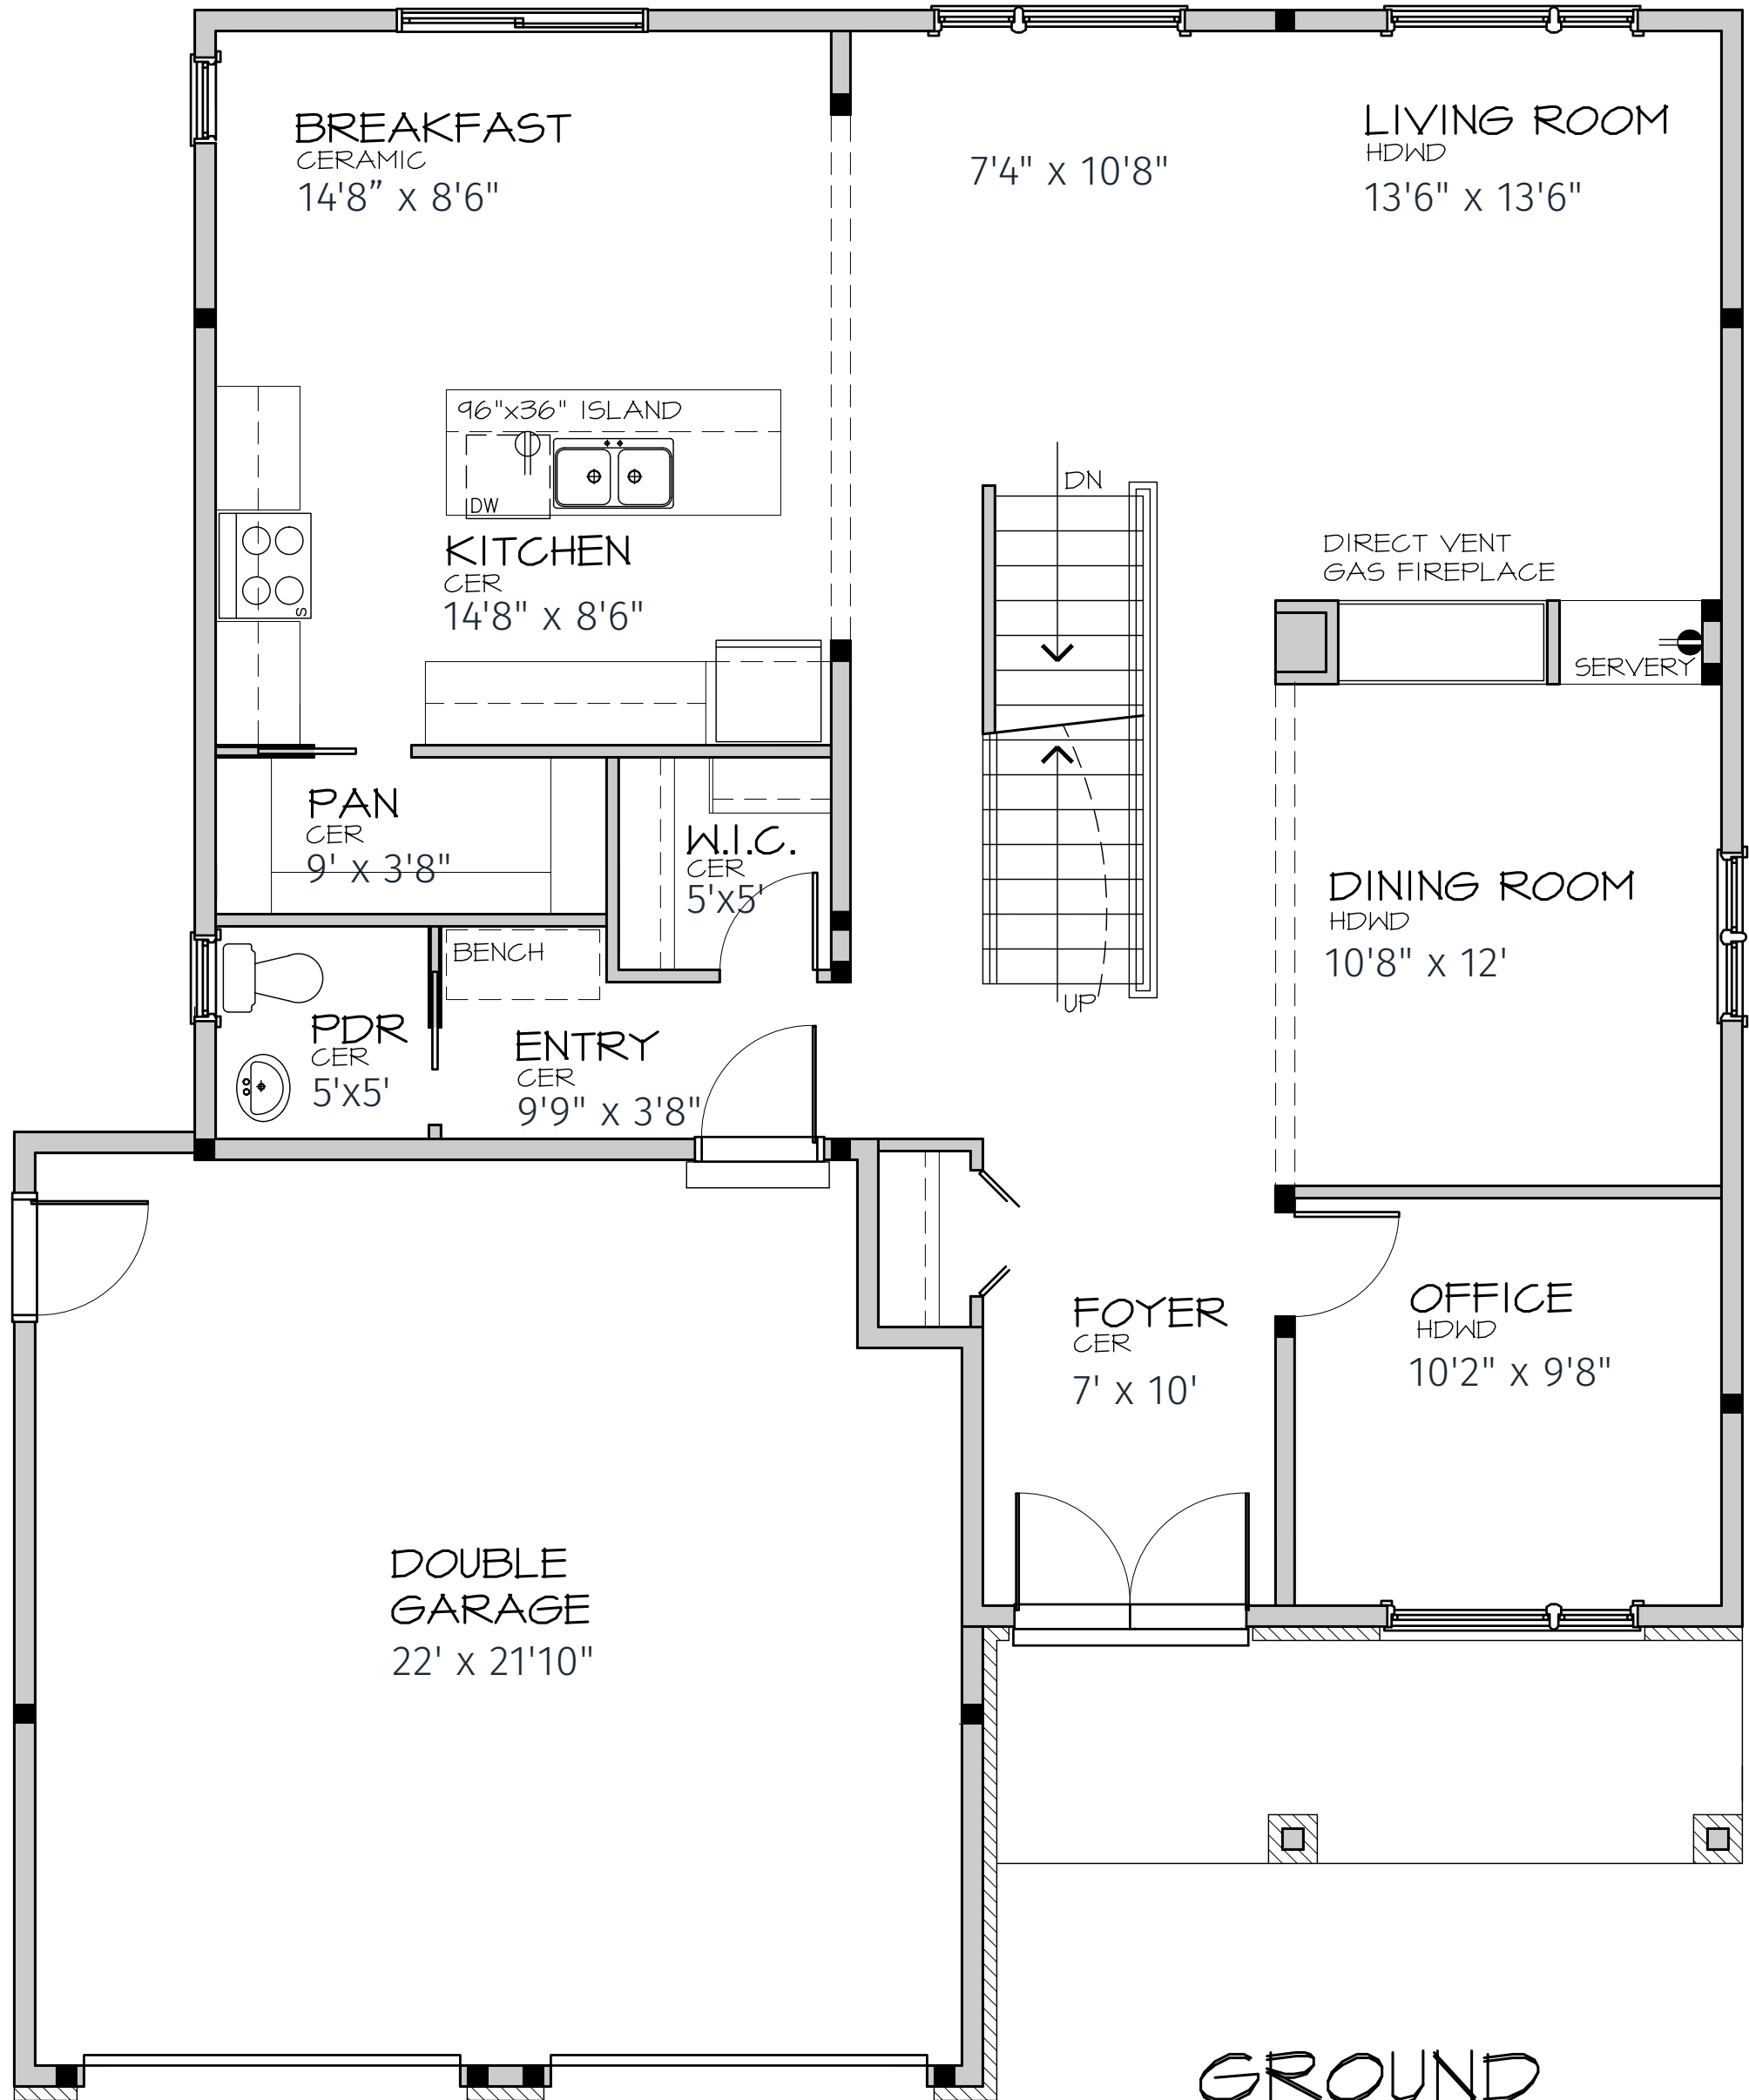 BREAKFAST
CERAMIC
14'8” x 8'6"
7'4" x 10'8"
LIVING ROOM
HDWD
13'6" x 13'6"
96"x36" ISLAND
DW
KITCHEN
CER
14'8" x 8'6"
S
DN
UP
DIRECT VENT
GAS FIREPLACE
SERVERY
PAN
CER
9' x 3'8"
W.I.C.
CER
5'x5'
DINING ROOM
HDWD
10'8" x 12'
BENCH
PDR
CER
5'x5'
ENTRY
CER
9'9" x 3'8"
FOYER
CER
7' x 10'
OFFICE
HDWD
10'2" x 9'8"
DOUBLE
GARAGE
22' x 21'10"
GROUND